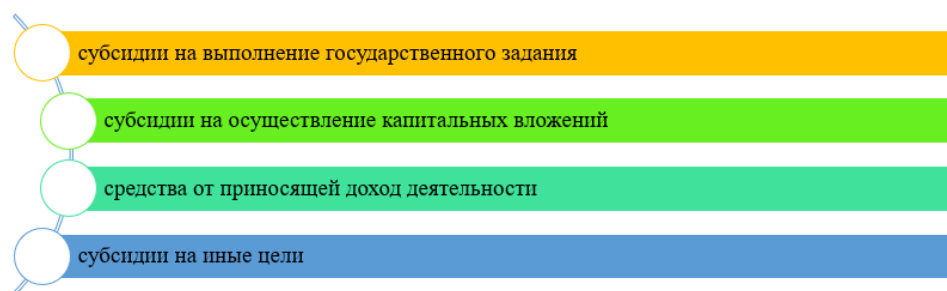 субсидии на выполнение государственного задания
субсидии на осуществление капитальных вложений
средства от приносящей доход деятельности
субсидии на иные цели